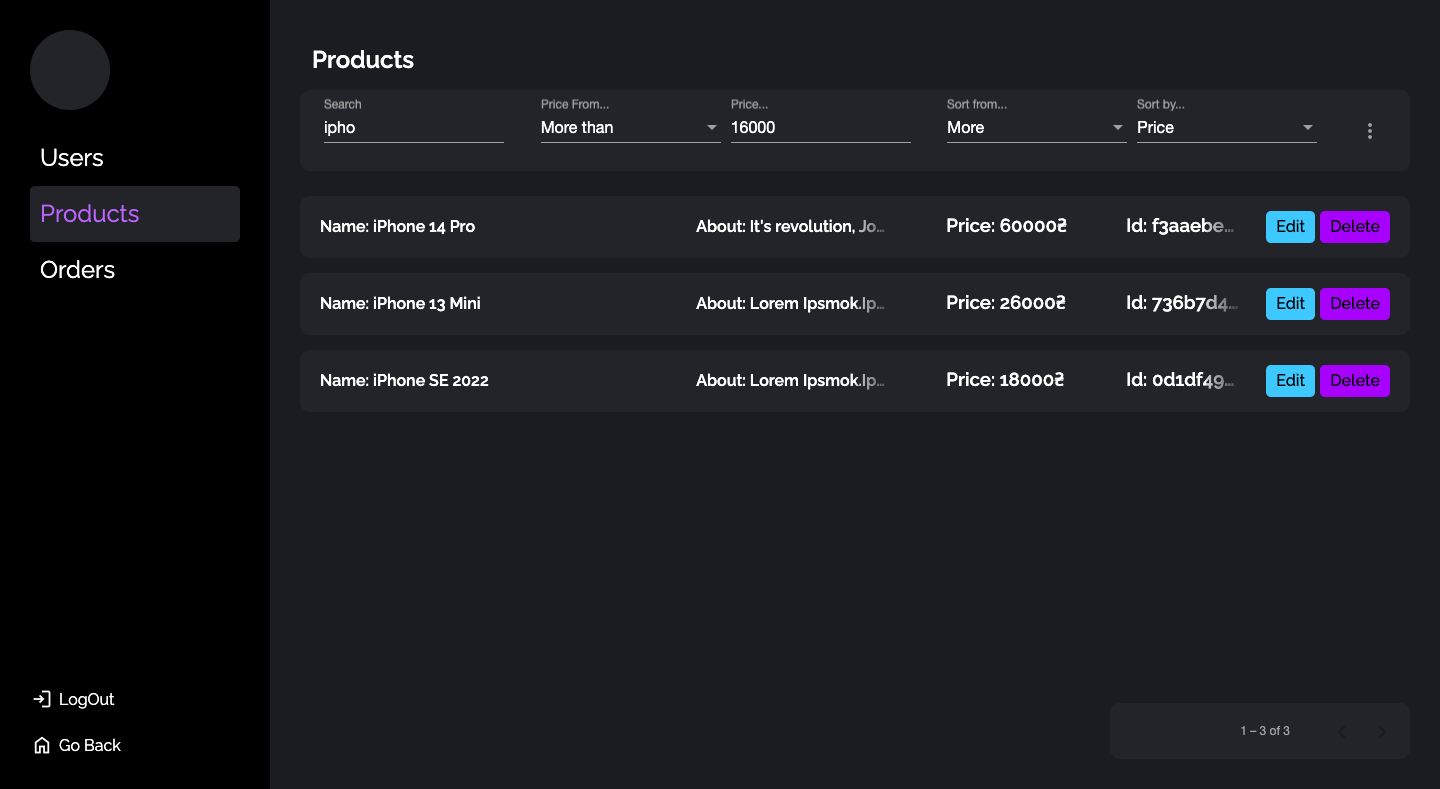 Users
Products
Orders
LogOut
Go Back
Products
Search
ipho
Price From...
More than
Price...
16000
Sort from...
More
Sort by...
Price
Name: iPhone 14 Pro About: It's revolution, Jo... Price: 60000₴ Id: f3aaebe... Edit Delete
Name: iPhone 13 Mini About: Lorem Ipsmok.Ip... Price: 26000₴ Id: 736b7d4... Edit Delete
Name: iPhone SE 2022 About: Lorem Ipsmok.Ip... Price: 18000₴ Id: 0d1df49... Edit Delete
1 – 3 of 3